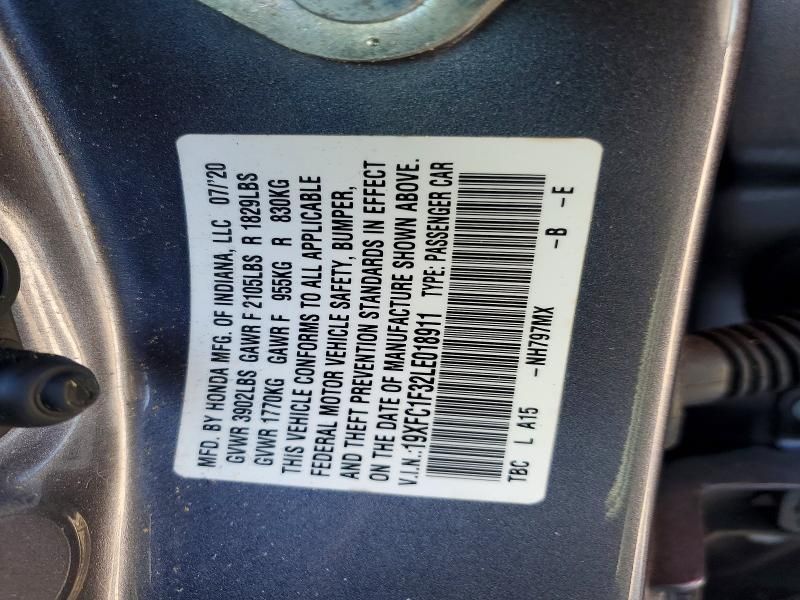 MFD. BY HONDA MFG. OF INDIANA, LLC 07/'20
GVWR 3902LBS GAWR F 2105LBS R 1829LBS
GVWR 1770KG GAWR F 955KG R 830KG
THIS VEHICLE CONFORMS TO ALL APPLICABLE
FEDERAL MOTOR VEHICLE SAFETY, BUMPER,
AND THEFT PREVENTION STANDARDS IN EFFECT
ON THE DATE OF MANUFACTURE SHOWN ABOVE.
V.I.N.:19XFC1F32LE018911 TYPE: PASSENGER CAR
TBC L A15 -NH797MX -B -E